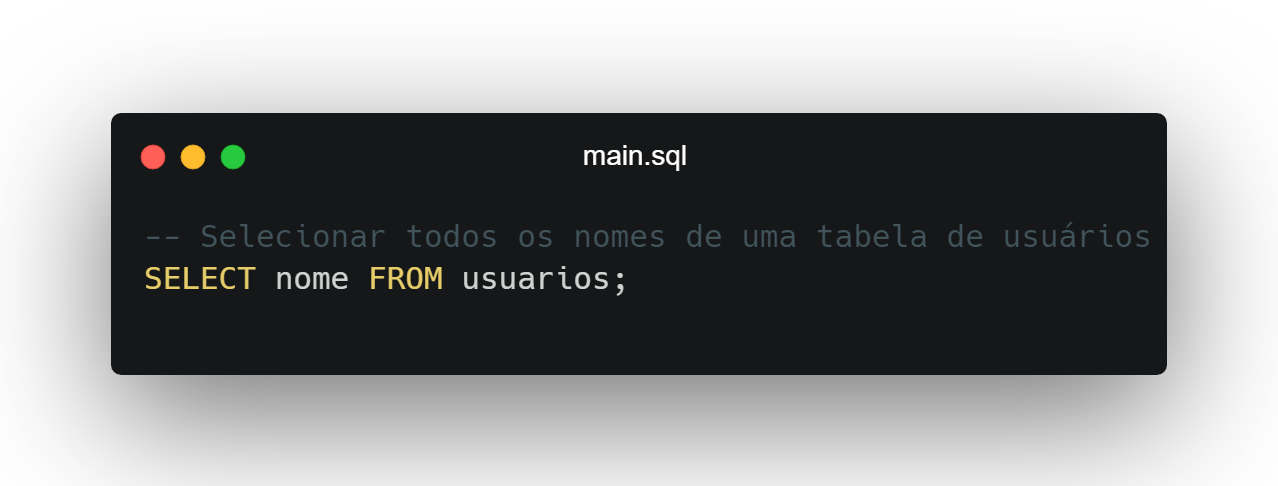 main.sql
-- Selecionar todos os nomes de uma tabela de usuários
SELECT nome FROM usuarios;